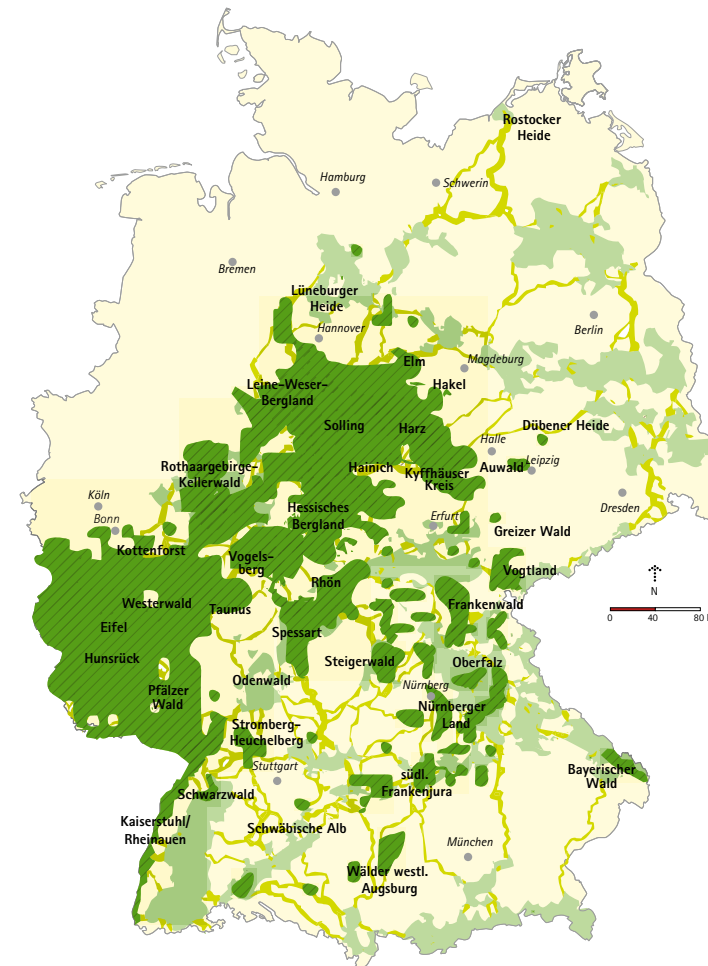 Rostocker
Heide
Hamburg
Schwerin
Bremen
Lüneburger
Heide
Hannover
Berlin
Elm
Magdeburg
Leine-Weser-
Bergland
Hakel
Solling
Harz
Dübener Heide
Halle
Leipzig
Rothaargebirge-
Kellerwald
Hainich
Kyffhäuser
Kreis
Auwald
Köln
Bonn
Hessisches
Bergland
Erfurt
Dresden
Greizer Wald
Kottenforst
Vogels-
berg
Rhön
Vogtland
N
Westerwald
Taunus
Frankenwald
0 40 80
Eifel
Spessart
Hunsrück
Steigerwald
Oberfalz
Odenwald
Pfälzer
Wald
Nürnberg
Nürnberger
Land
Stromberg-
Heuchelberg
Stuttgart
südl.
Frankenjura
Bayerischer
Wald
Schwarzwald
Kaiserstuhl/
Rheinauen
Schwäbische Alb
München
Wälder westl.
Augsburg